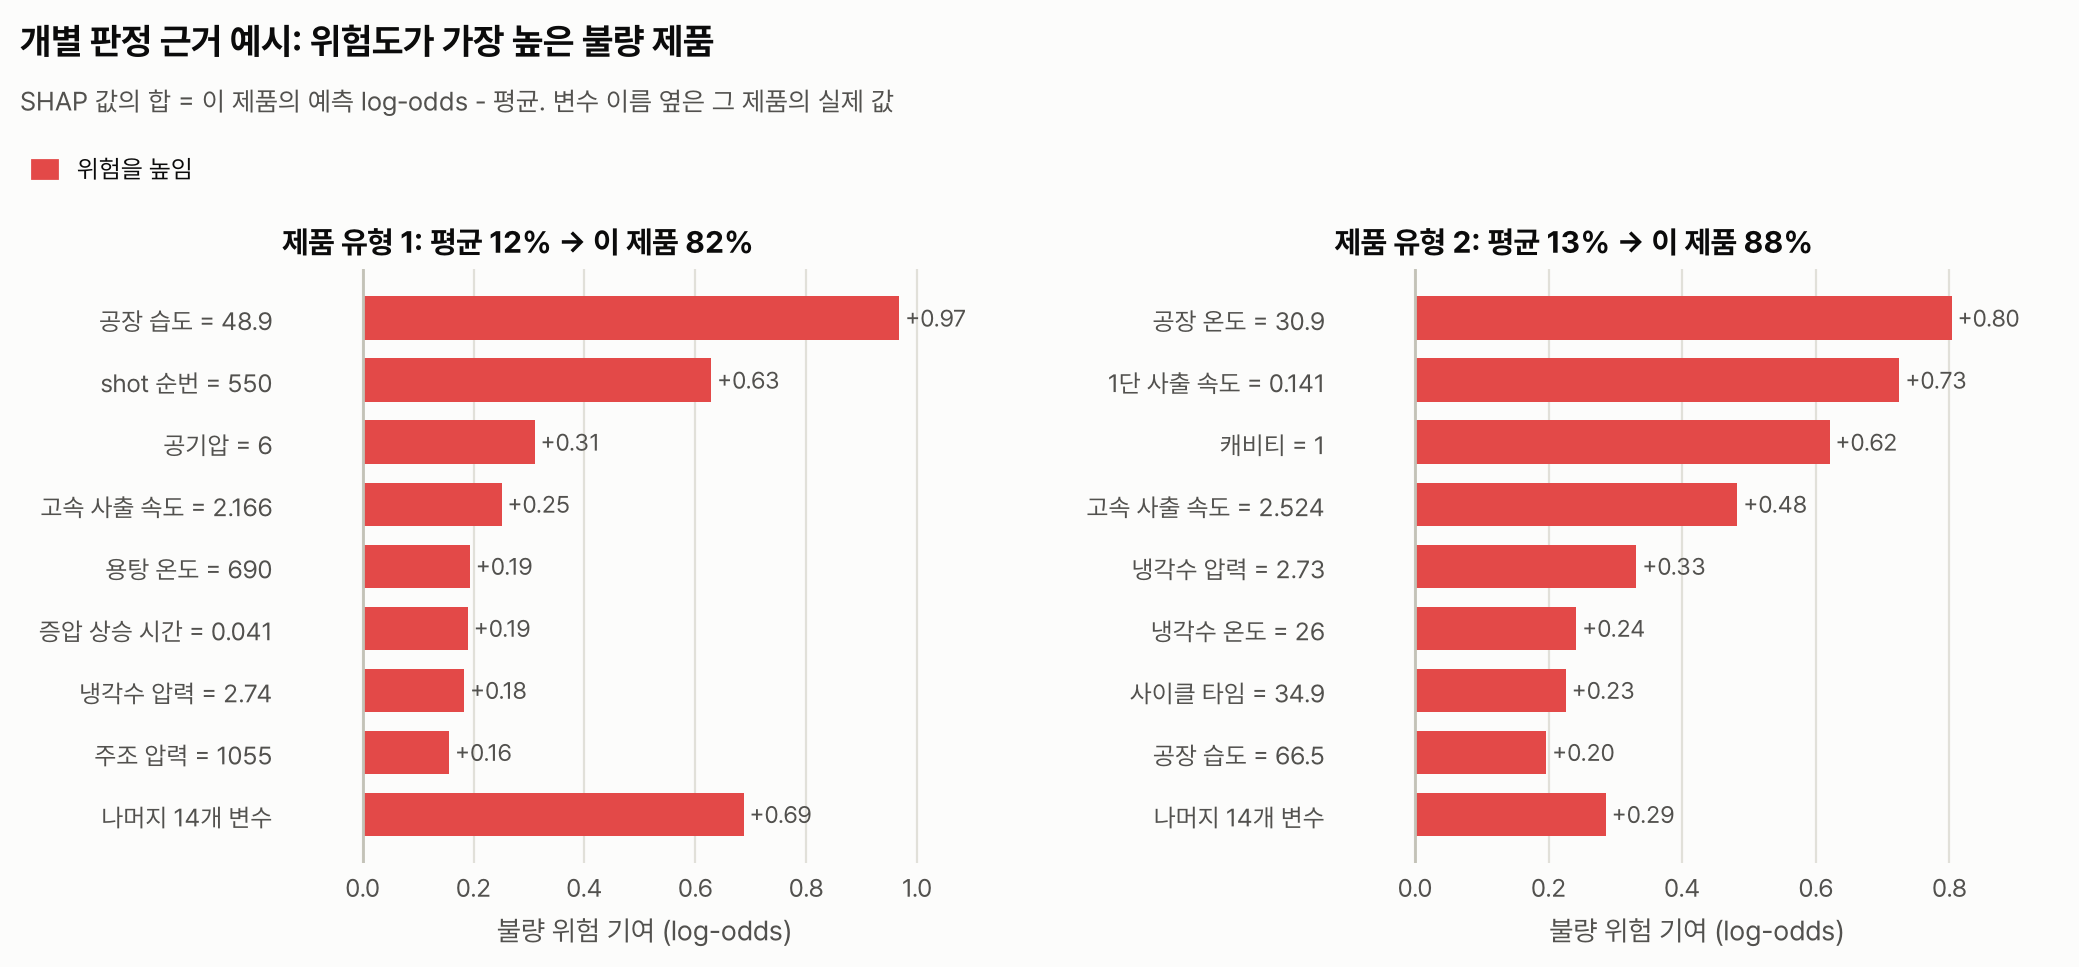 개별 판정 근거 예시: 위험도가 가장 높은 불량 제품
SHAP 값의 합 = 이 제품의 예측 log-odds - 평균. 변수 이름 옆은 그 제품의 실제 값
위험을 높임
제품 유형 1: 평균 12% → 이 제품 82%
공장 습도 = 48.9 +0.97
shot 순번 = 550 +0.63
공기압 = 6 +0.31
고속 사출 속도 = 2.166 +0.25
용탕 온도 = 690 +0.19
증압 상승 시간 = 0.041 +0.19
냉각수 압력 = 2.74 +0.18
주조 압력 = 1055 +0.16
나머지 14개 변수 +0.69
0.0 0.2 0.4 0.6 0.8 1.0
불량 위험 기여 (log-odds)
제품 유형 2: 평균 13% → 이 제품 88%
공장 온도 = 30.9 +0.80
1단 사출 속도 = 0.141 +0.73
캐비티 = 1 +0.62
고속 사출 속도 = 2.524 +0.48
냉각수 압력 = 2.73 +0.33
냉각수 온도 = 26 +0.24
사이클 타임 = 34.9 +0.23
공장 습도 = 66.5 +0.20
나머지 14개 변수 +0.29
0.0 0.2 0.4 0.6 0.8
불량 위험 기여 (log-odds)